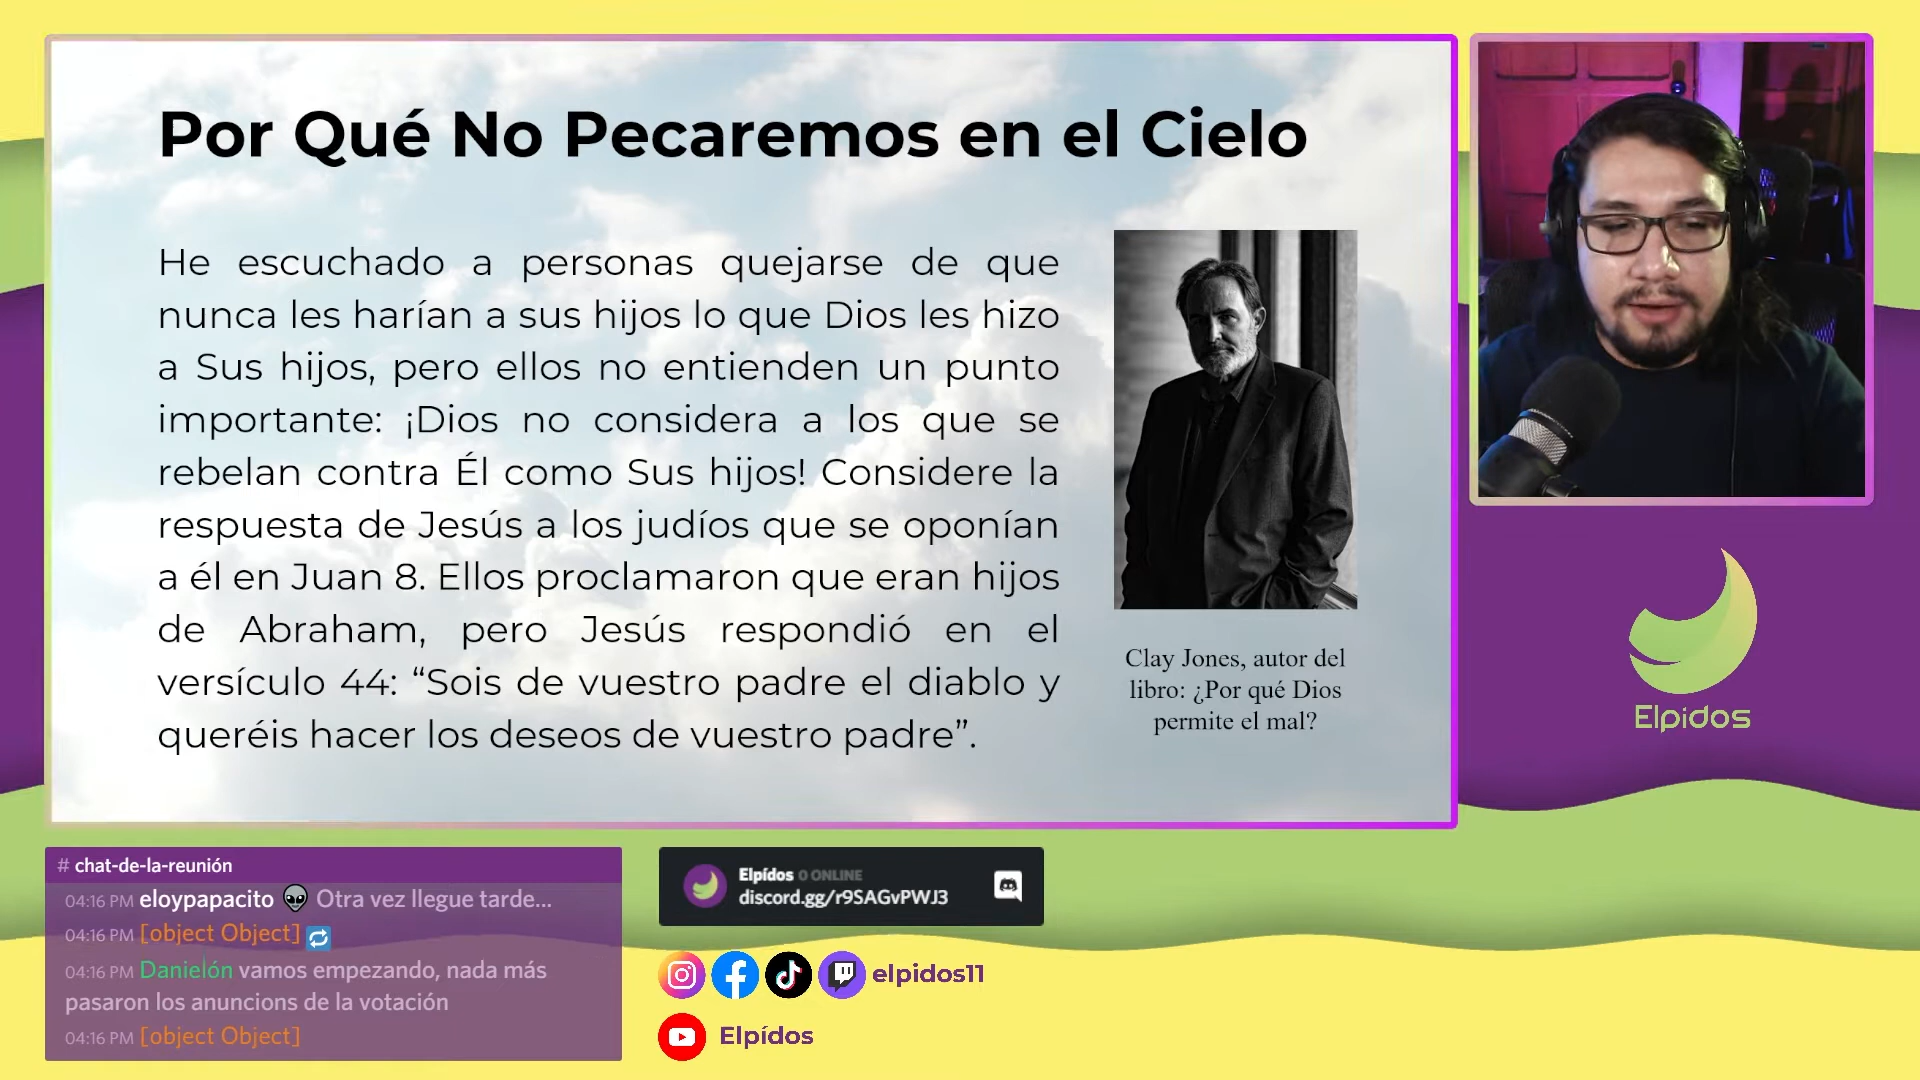 Por Qué No Pecaremos en el Cielo
He escuchado a personas quejarse de que
nunca les harían a sus hijos lo que Dios les hizo
a Sus hijos, pero ellos no entienden un punto
importante: ¡Dios no considera a los que se
rebelan contra Él como Sus hijos! Considere la
respuesta de Jesús a los judíos que se oponían
a él en Juan 8. Ellos proclamaron que eran hijos
de Abraham, pero Jesús respondió en el
versículo 44: “Sois de vuestro padre el diablo y
queréis hacer los deseos de vuestro padre”.
Clay Jones, autor del
libro: ¿Por qué Dios
permite el mal?
Elpidos
# chat-de-la-reunión
04:16 PM eloypapacito 👽 Otra vez llegue tarde...
04:16 PM [object Object] 🔁
04:16 PM Danielón vamos empezando, nada más
pasaron los anuncions de la votación
04:16 PM [object Object]
Elpídos 0 ONLINE
discord.gg/r9SAGvPWJ3
elpidos11
Elpídos